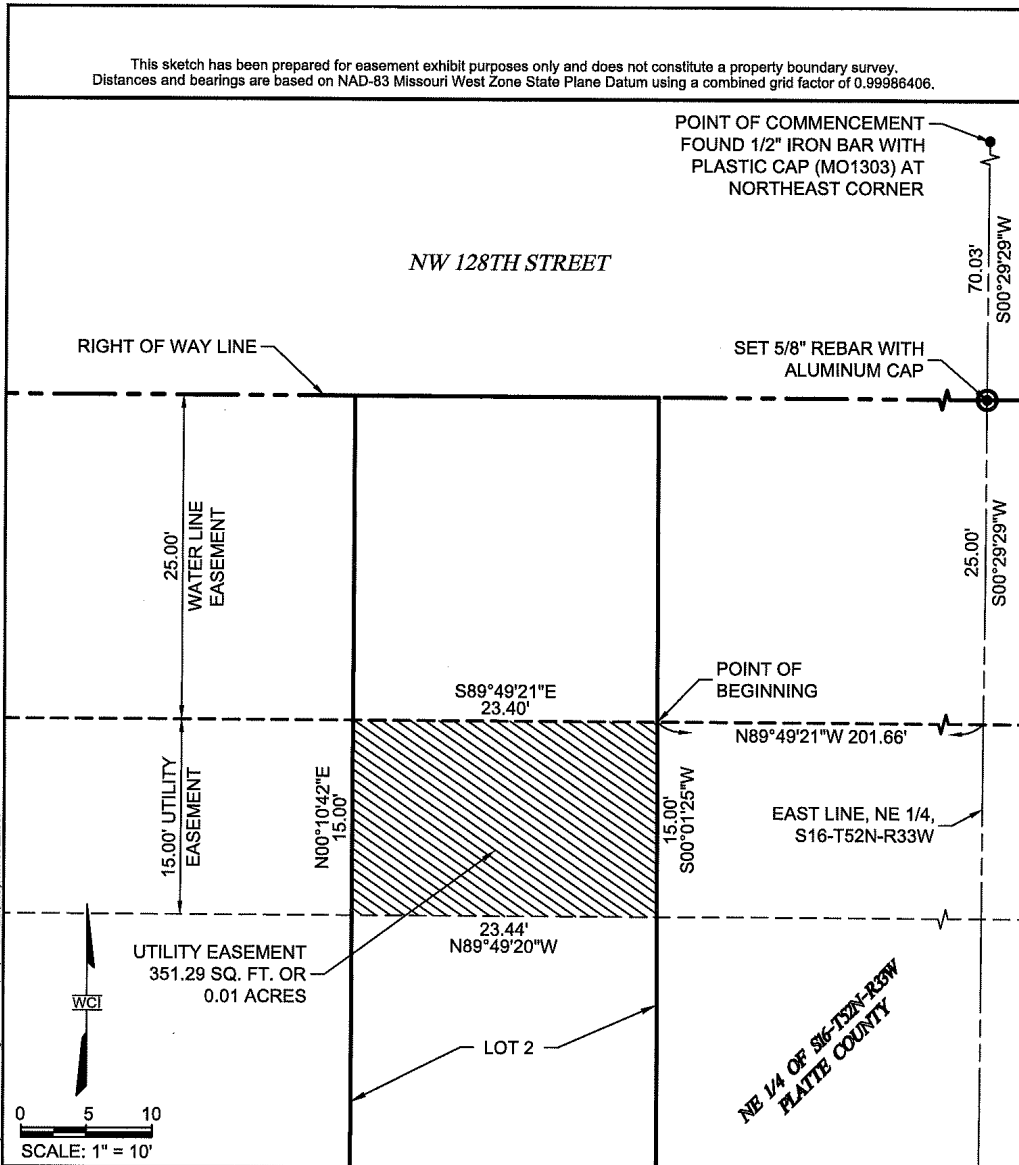 This sketch has been prepared for easement exhibit purposes only and does not constitute a property boundary survey.
Distances and bearings are based on NAD-83 Missouri West Zone State Plane Datum using a combined grid factor of 0.99986406.
POINT OF COMMENCEMENT
FOUND 1/2" IRON BAR WITH
PLASTIC CAP (MO1303) AT
NORTHEAST CORNER
70.03'
S00°29'29"W
NW 128TH STREET
RIGHT OF WAY LINE
SET 5/8" REBAR WITH
ALUMINUM CAP
25.00'
WATER LINE
EASEMENT
25.00'
S00°29'29"W
POINT OF
BEGINNING
S89°49'21"E
23.40'
N89°49'21"W 201.66'
15.00' UTILITY
EASEMENT
N00°10'42"E
15.00'
15.00'
S00°01'25"W
EAST LINE, NE 1/4,
S16-T52N-R33W
23.44'
N89°49'20"W
UTILITY EASEMENT
351.29 SQ. FT. OR
0.01 ACRES
WCI
LOT 2
NE 1/4 OF S16-T52N-R33W
PLATTE COUNTY
0 5 10
SCALE: 1" = 10'